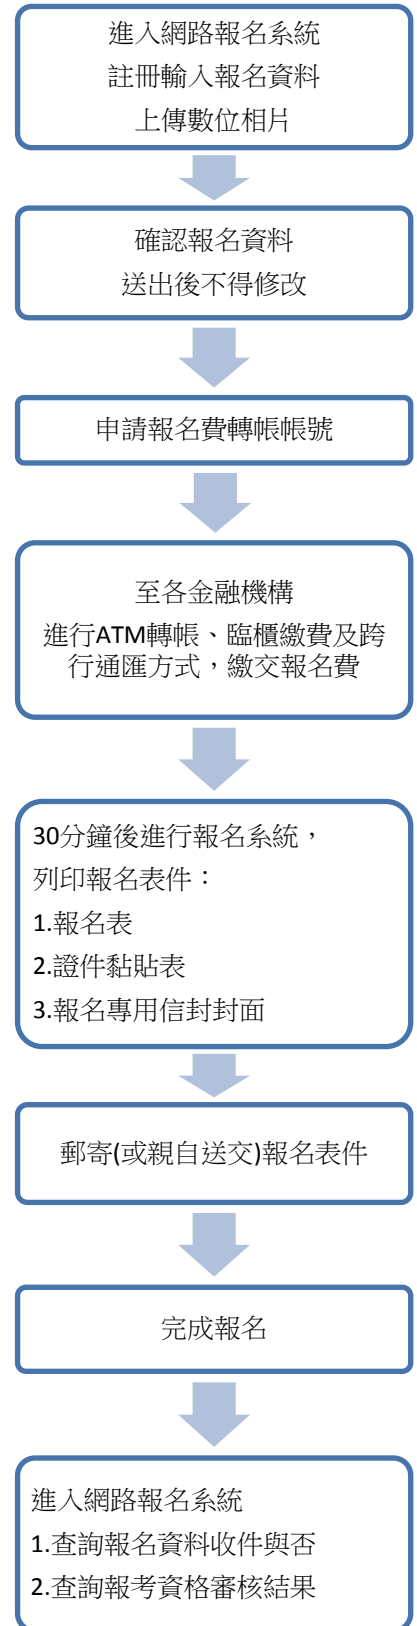 進入網路報名系統
註冊輸入報名資料
上傳數位相片
確認報名資料
送出後不得修改
申請報名費轉帳帳號
至各金融機構
進行ATM轉帳、臨櫃繳費及跨
行通匯方式，繳交報名費
30分鐘後進行報名系統，
列印報名表件：
1.報名表
2.證件黏貼表
3.報名專用信封封面
郵寄(或親自送交)報名表件
完成報名
進入網路報名系統
1.查詢報名資料收件與否
2.查詢報考資格審核結果